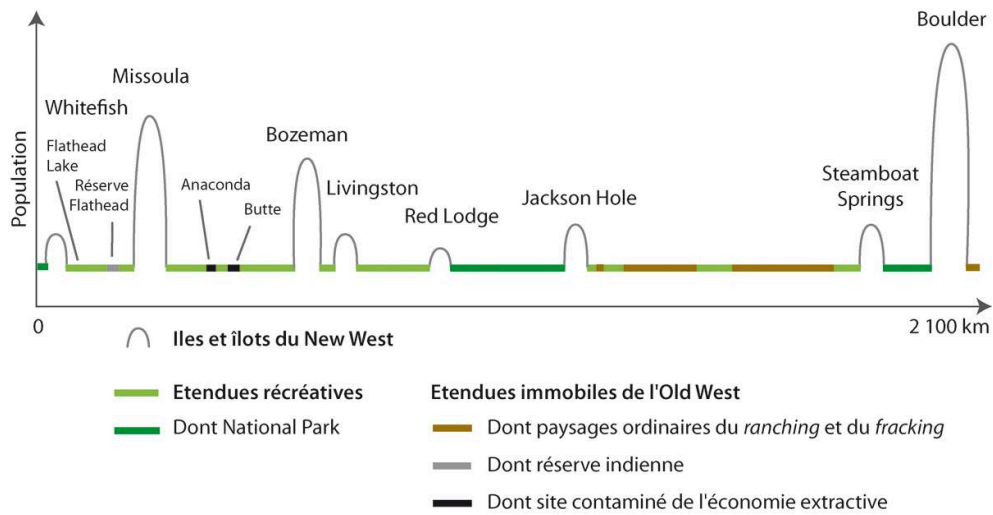 Boulder
Missoula
Whitefish
Bozeman
Flathead
Lake
Réserve
Flathead
Anaconda
Butte
Livingston
Red Lodge
Jackson Hole
Steamboat
Springs
Population
0
2 100 km
Iles et îlots du New West
Etendues récréatives
Dont National Park
Etendues immobiles de l'Old West
Dont paysages ordinaires du ranching et du fracking
Dont réserve indienne
Dont site contaminé de l'économie extractive